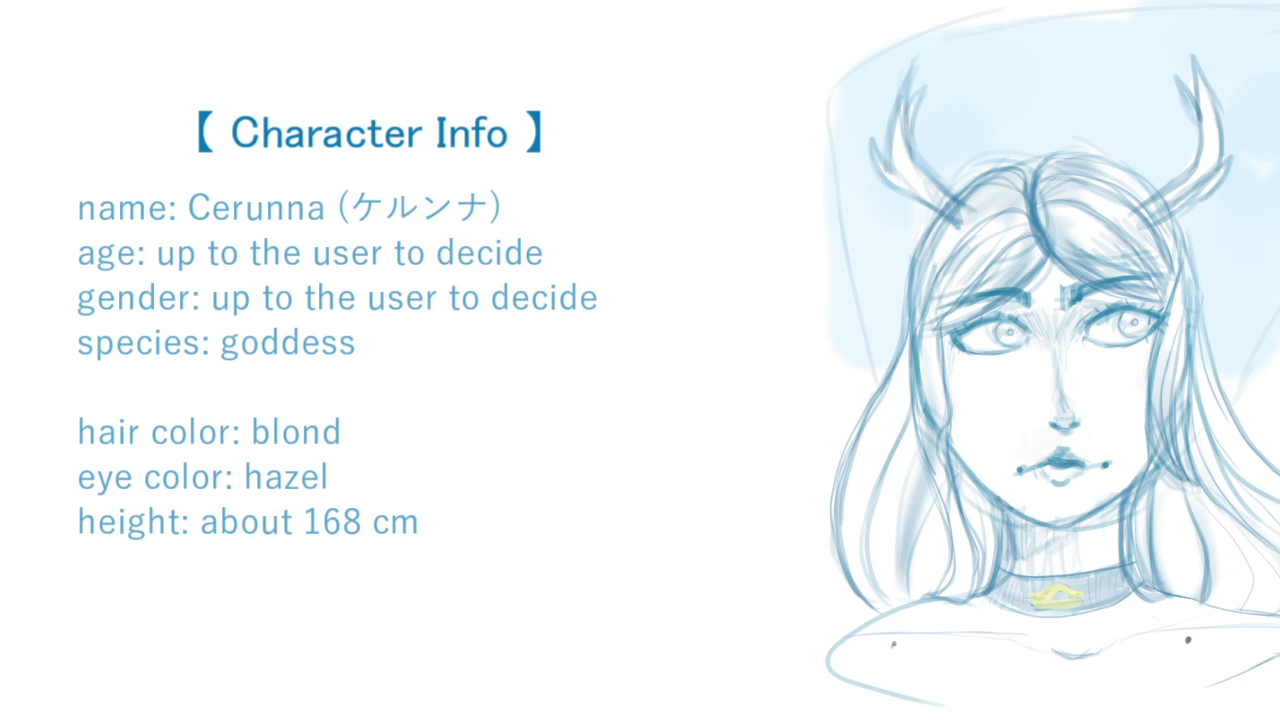 【 Character Info 】
name: Cerunna (ケルンナ)
age: up to the user to decide
gender: up to the user to decide
species: goddess
hair color: blond
eye color: hazel
height: about 168 cm